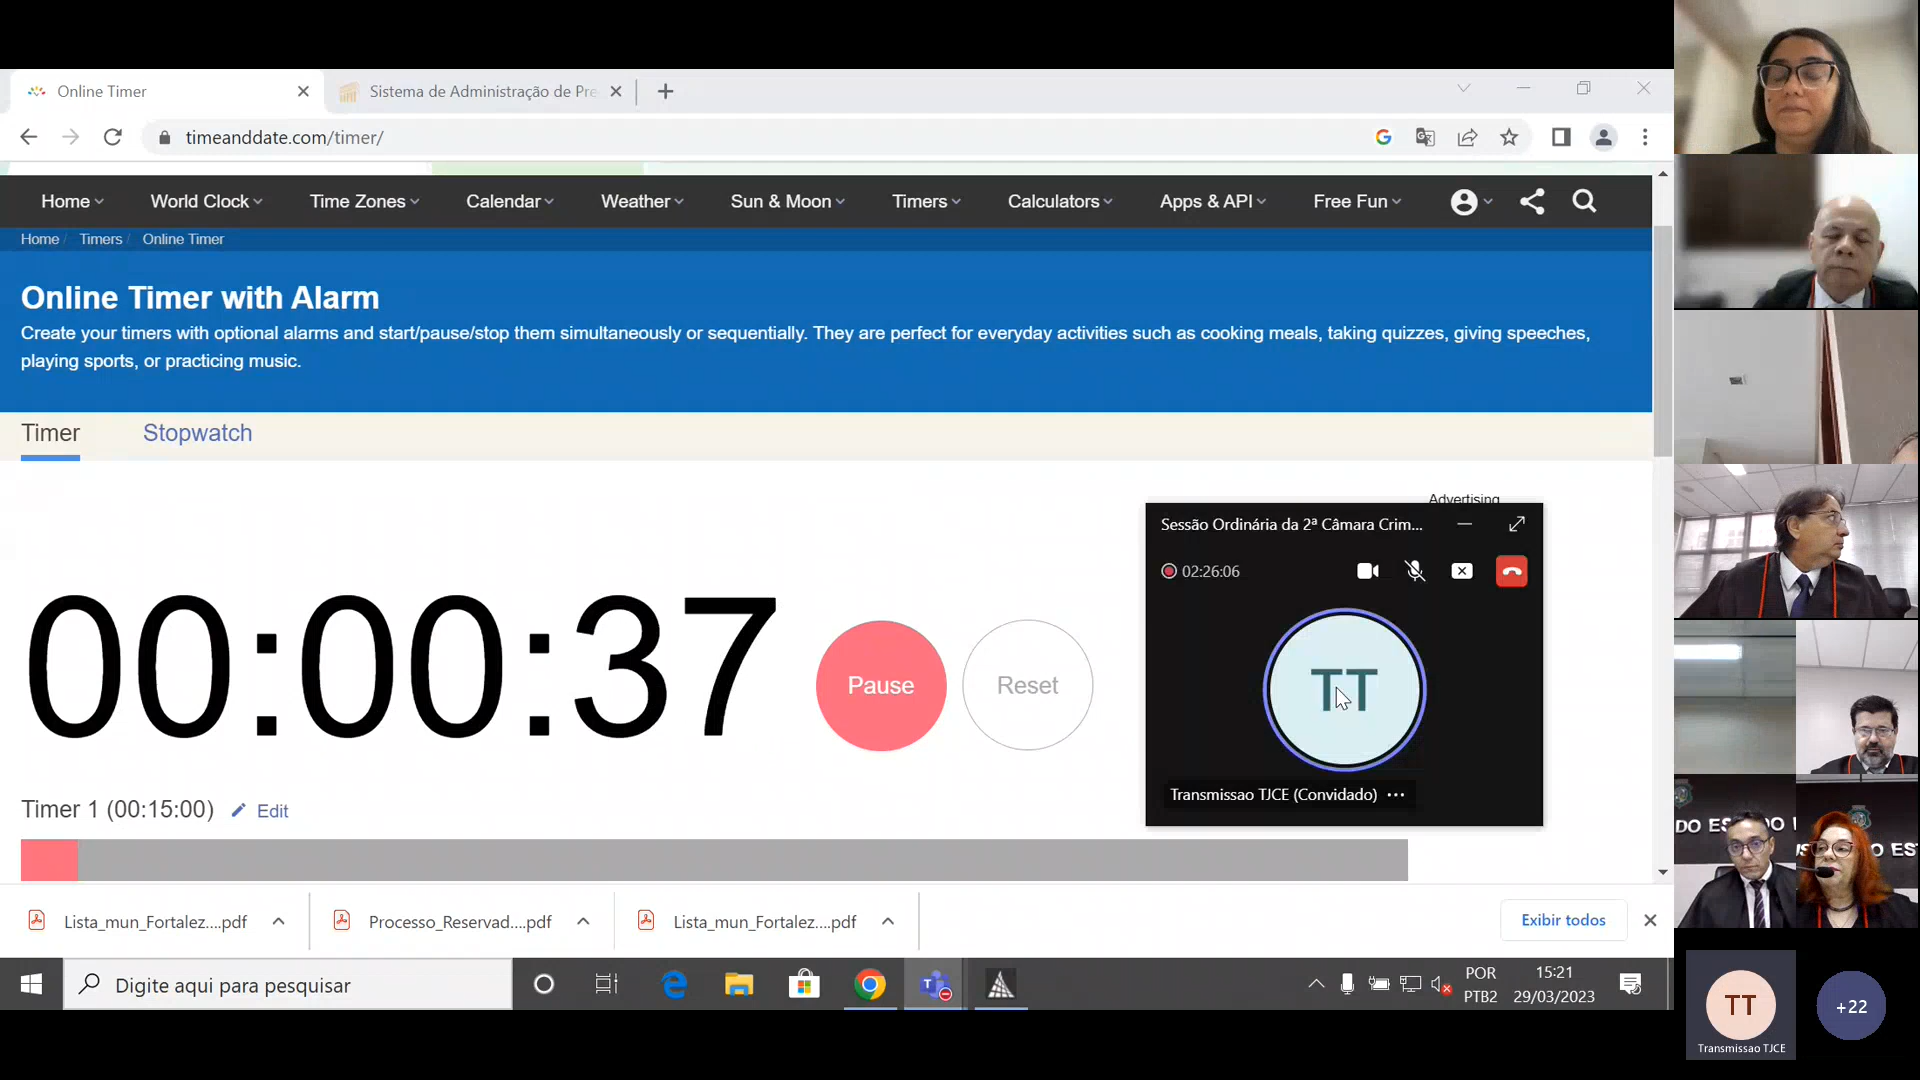 Online Timer
Sistema de Administração de Pre
timeanddate.com/timer/
Home World Clock Time Zones Calendar Weather Sun & Moon Timers Calculators Apps & API Free Fun
Home / Timers / Online Timer
Online Timer with Alarm
Create your timers with optional alarms and start/pause/stop them simultaneously or sequentially. They are perfect for everyday activities such as cooking meals, taking quizzes, giving speeches,
playing sports, or practicing music.
Timer Stopwatch
Advertising
Sessão Ordinária da 2ª Câmara Crim...
02:26:06
00:00:37
Pause
Reset
TT
Transmissao TJCE (Convidado) ...
Timer 1 (00:15:00) Edit
DO ES
DO
O ES
Lista_mun_Fortalez....pdf
Processo_Reservad....pdf
Lista_mun_Fortalez....pdf
Exibir todos
Digite aqui para pesquisar
POR
PTB2
15:21
29/03/2023
TT
Transmissao TJCE
+22